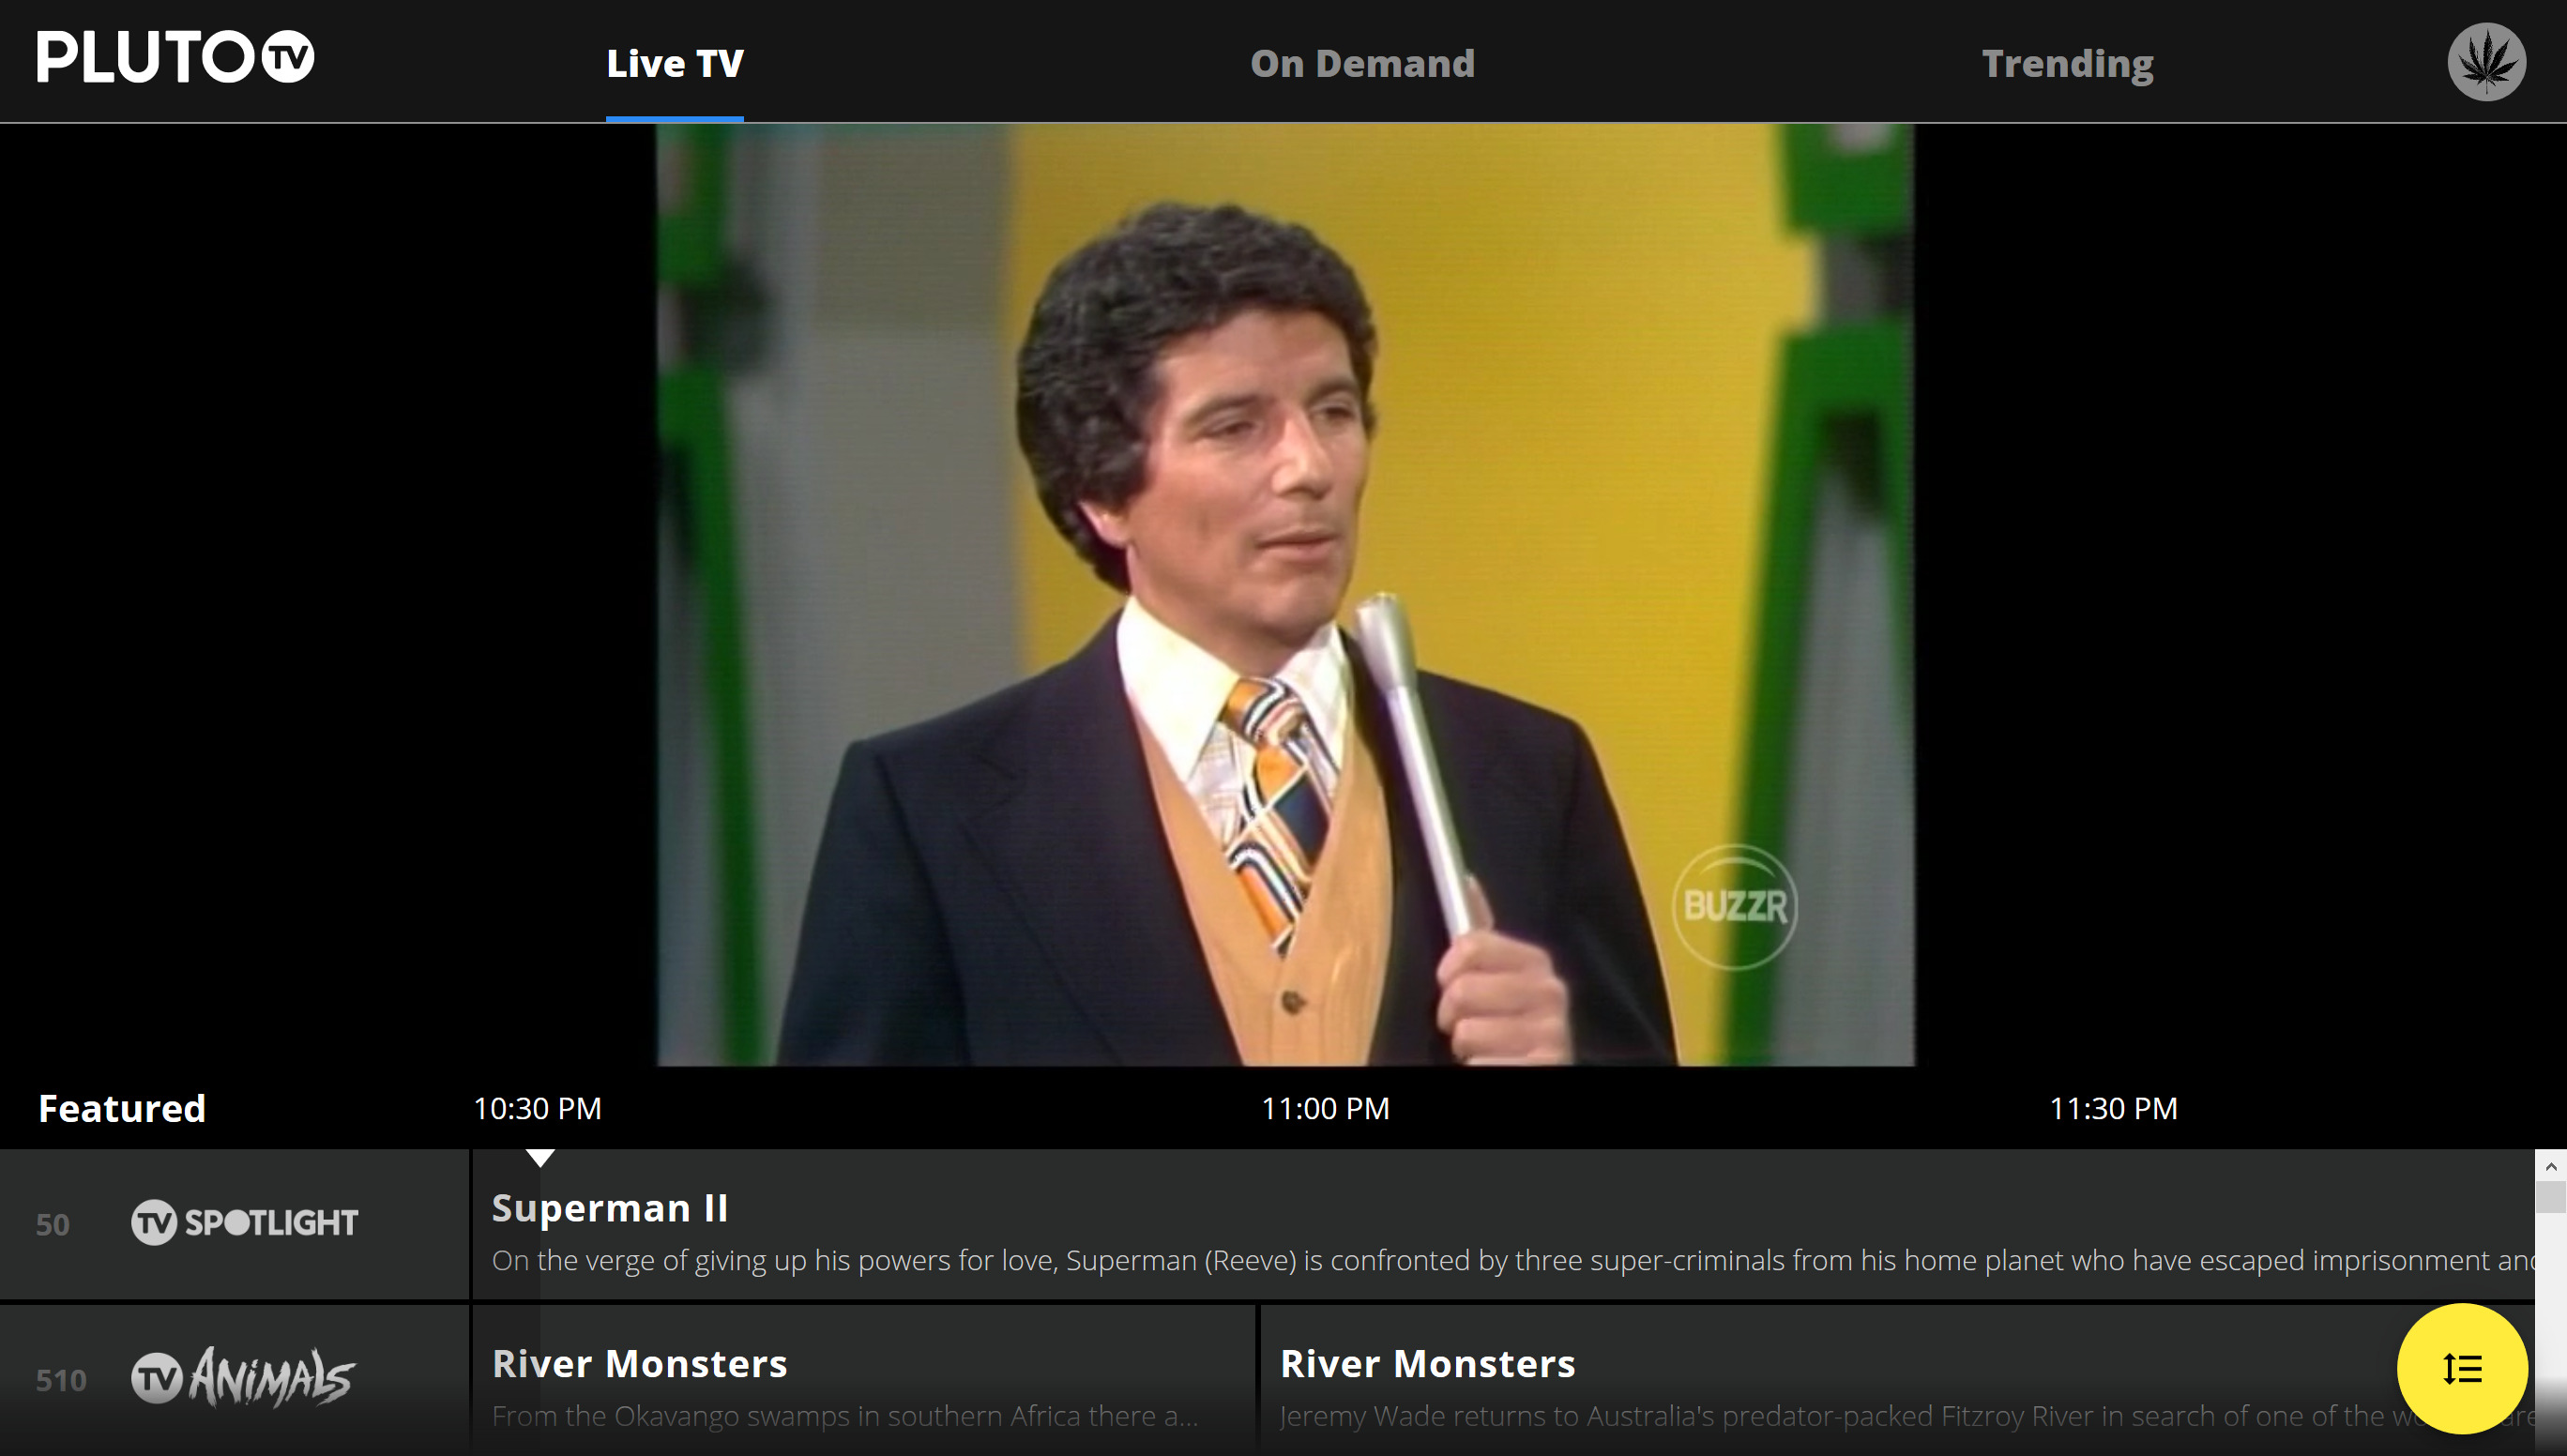 PLUTO TV
Live TV
On Demand
Trending
BUZZR
Featured
10:30 PM
11:00 PM
11:30 PM
50
TV SPOTLIGHT
Superman II
On the verge of giving up his powers for love, Superman (Reeve) is confronted by three super-criminals from his home planet who have escaped imprisonment and
510
TV ANIMALS
River Monsters
From the Okavango swamps in southern Africa there a...
River Monsters
Jeremy Wade returns to Australia's predator-packed Fitzroy River in search of one of the